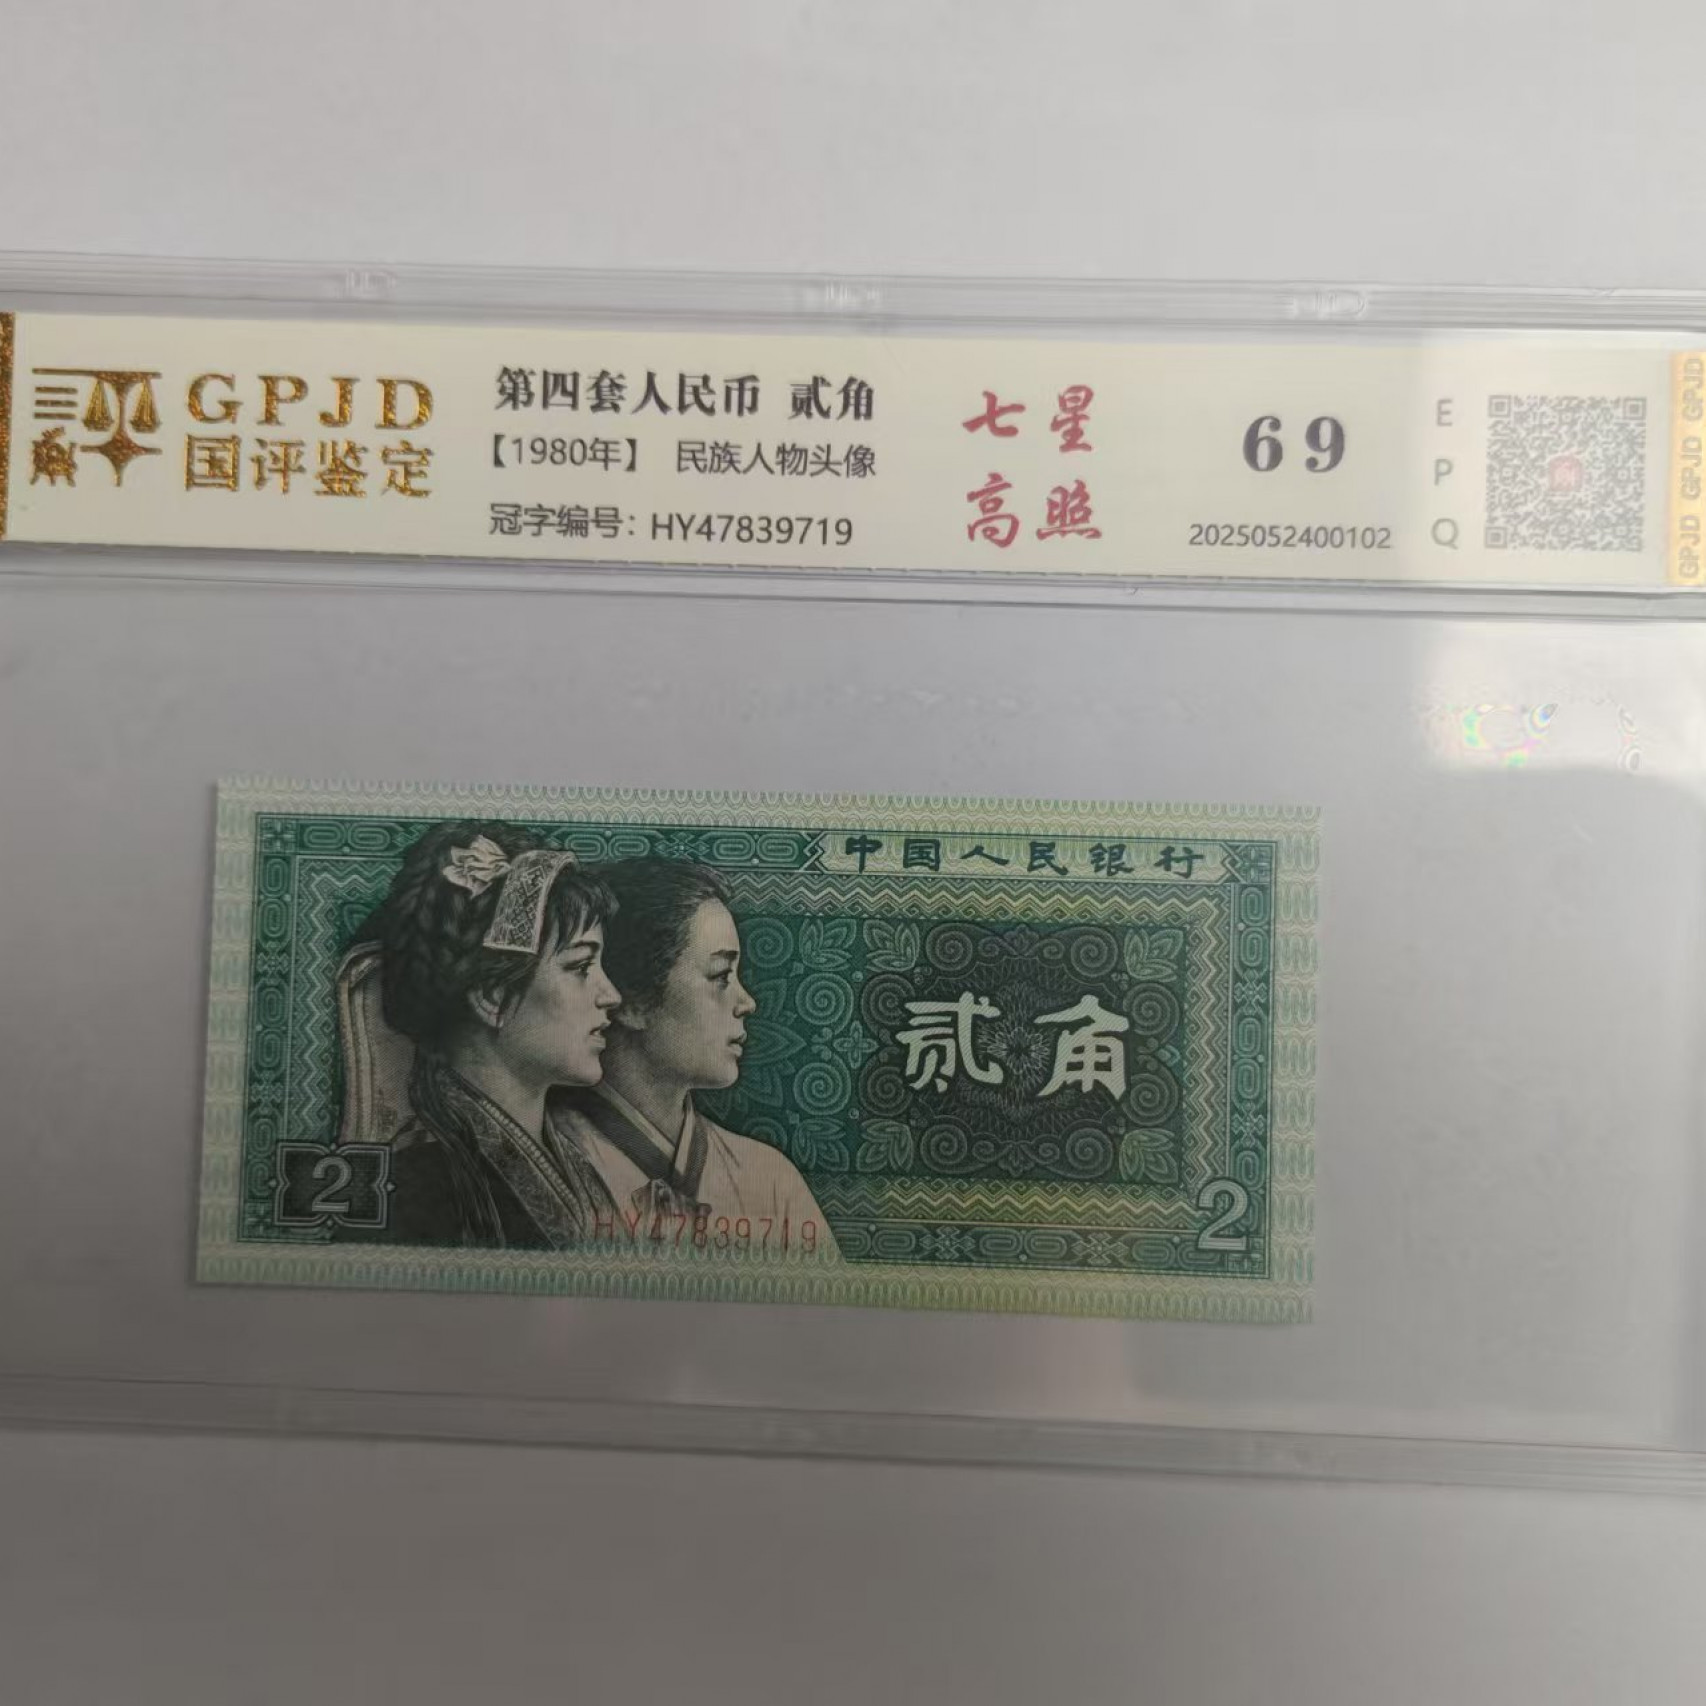 GPJD
国评鉴定
第四套人民币 贰角
【1980年】 民族人物头像
冠字编号：HY47839719
七星
高照
69
2025052400102
E
P
Q
GPJD GPJD GPJD
中国人民银行
贰角
2
HY47839719
2